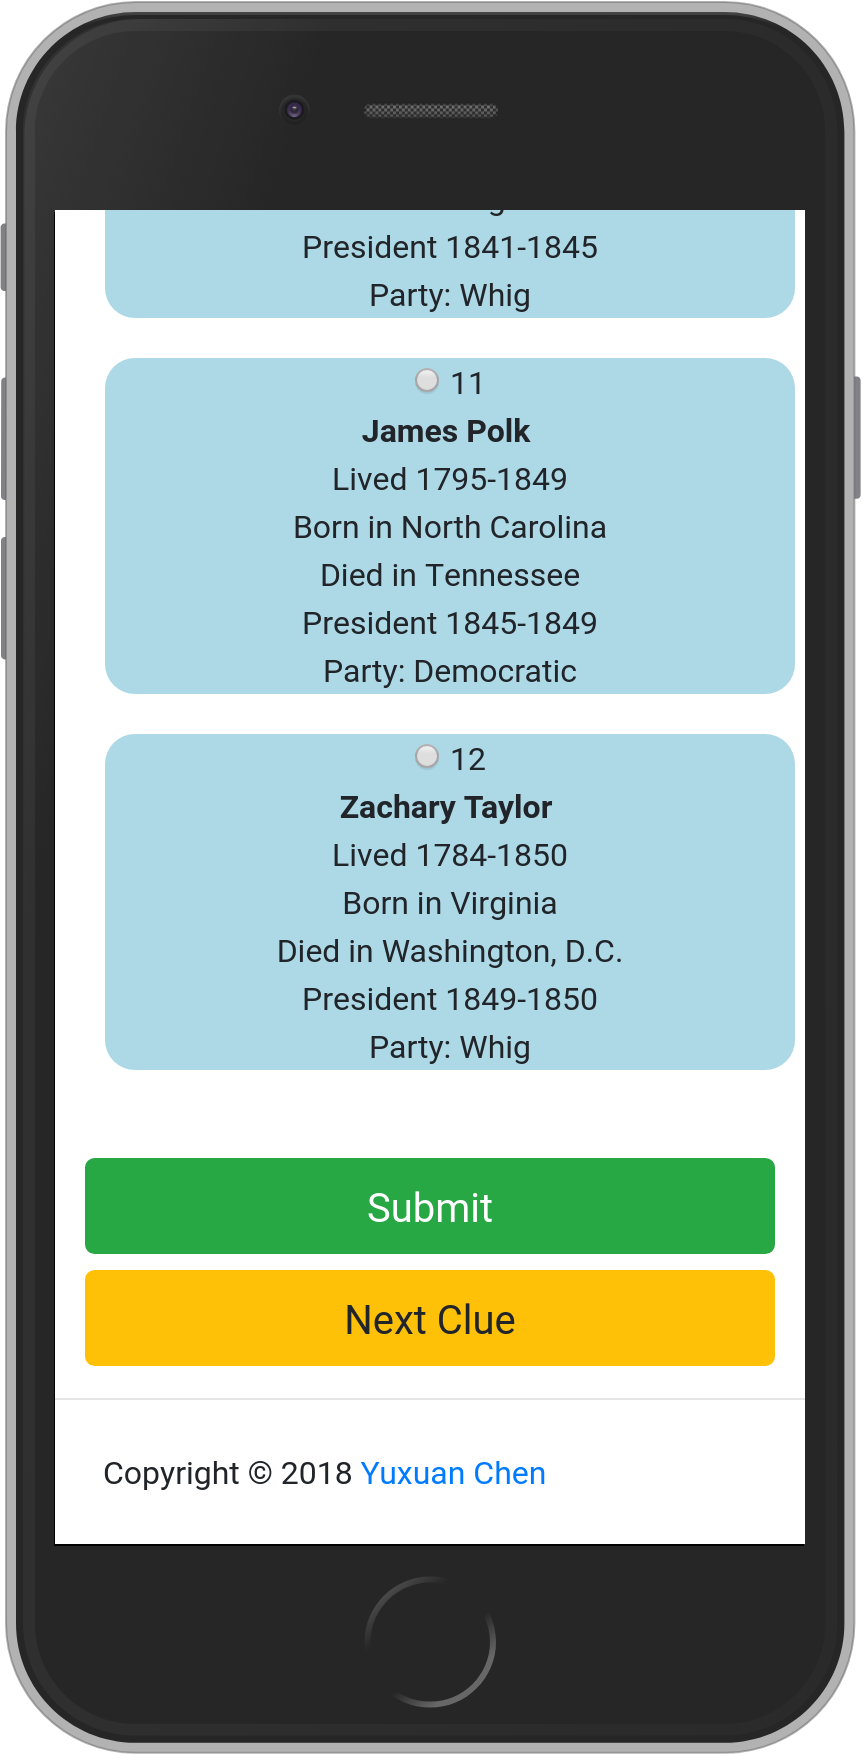 President 1841-1845
Party: Whig
11
James Polk
Lived 1795-1849
Born in North Carolina
Died in Tennessee
President 1845-1849
Party: Democratic
12
Zachary Taylor
Lived 1784-1850
Born in Virginia
Died in Washington, D.C.
President 1849-1850
Party: Whig
Submit
Next Clue
Copyright © 2018 Yuxuan Chen